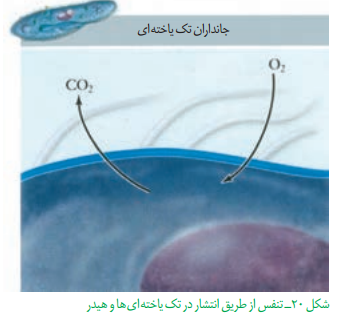 جانداران تک یاخته‌ای
O₂
CO₂
شکل ۲۰ـ تنفس از طریق انتشار در تک یاخته‌ای‌ها و هیدر